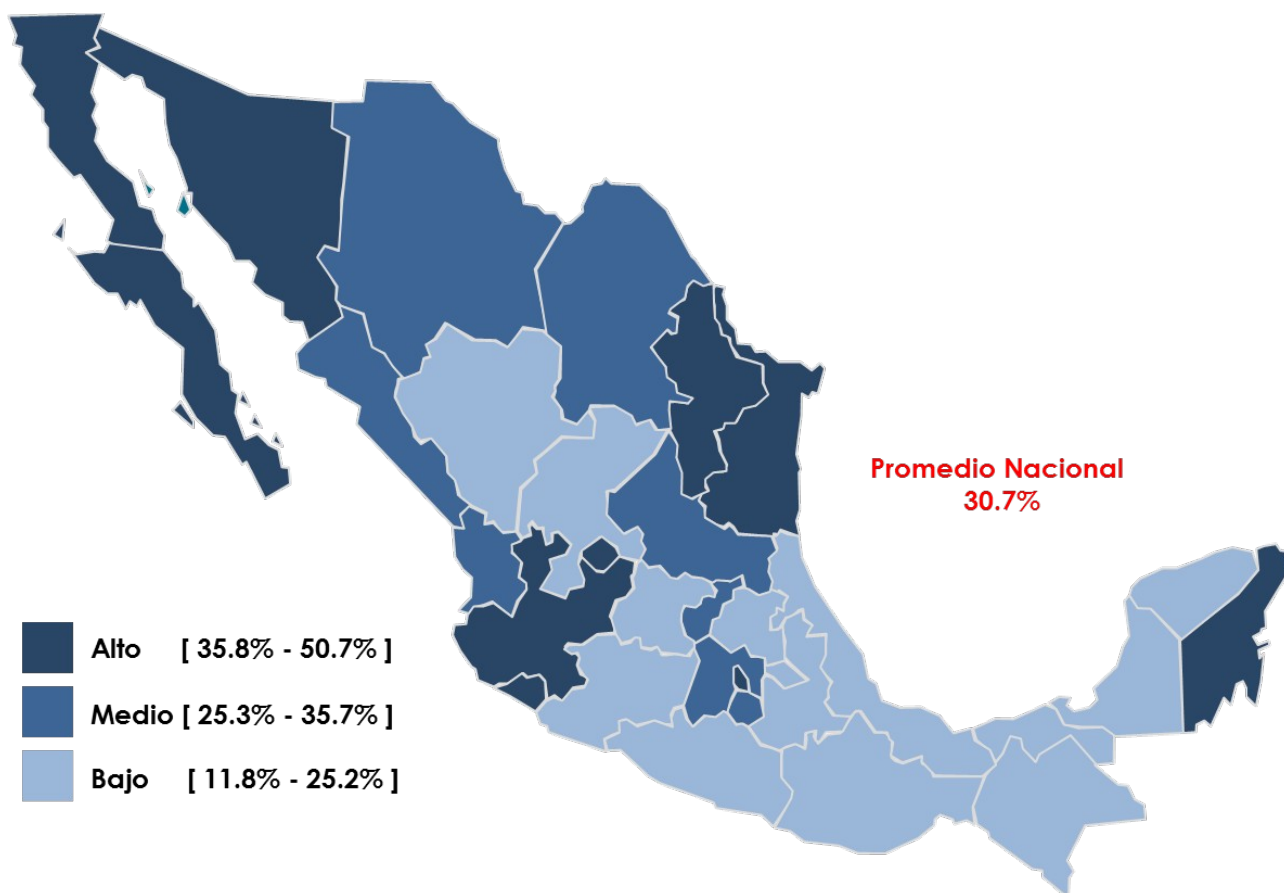 Promedio Nacional
30.7%
Alto [ 35.8% - 50.7% ]
Medio [ 25.3% - 35.7% ]
Bajo [ 11.8% - 25.2% ]